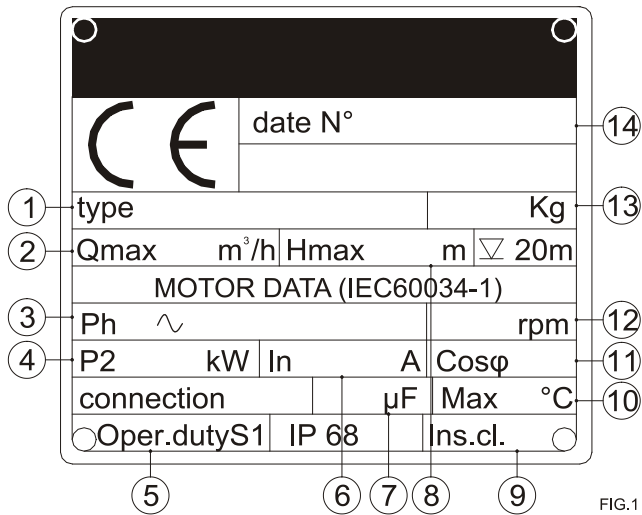 CE
date N°
14
1 type Kg 13
2 Qmax m³/h Hmax m 20m
MOTOR DATA (IEC60034-1)
3 Ph ∿ rpm 12
4 P2 kW In A Cosφ 11
connection µF Max °C 10
Oper.dutyS1 IP 68 Ins.cl.
5 6 7 8 9
FIG.1